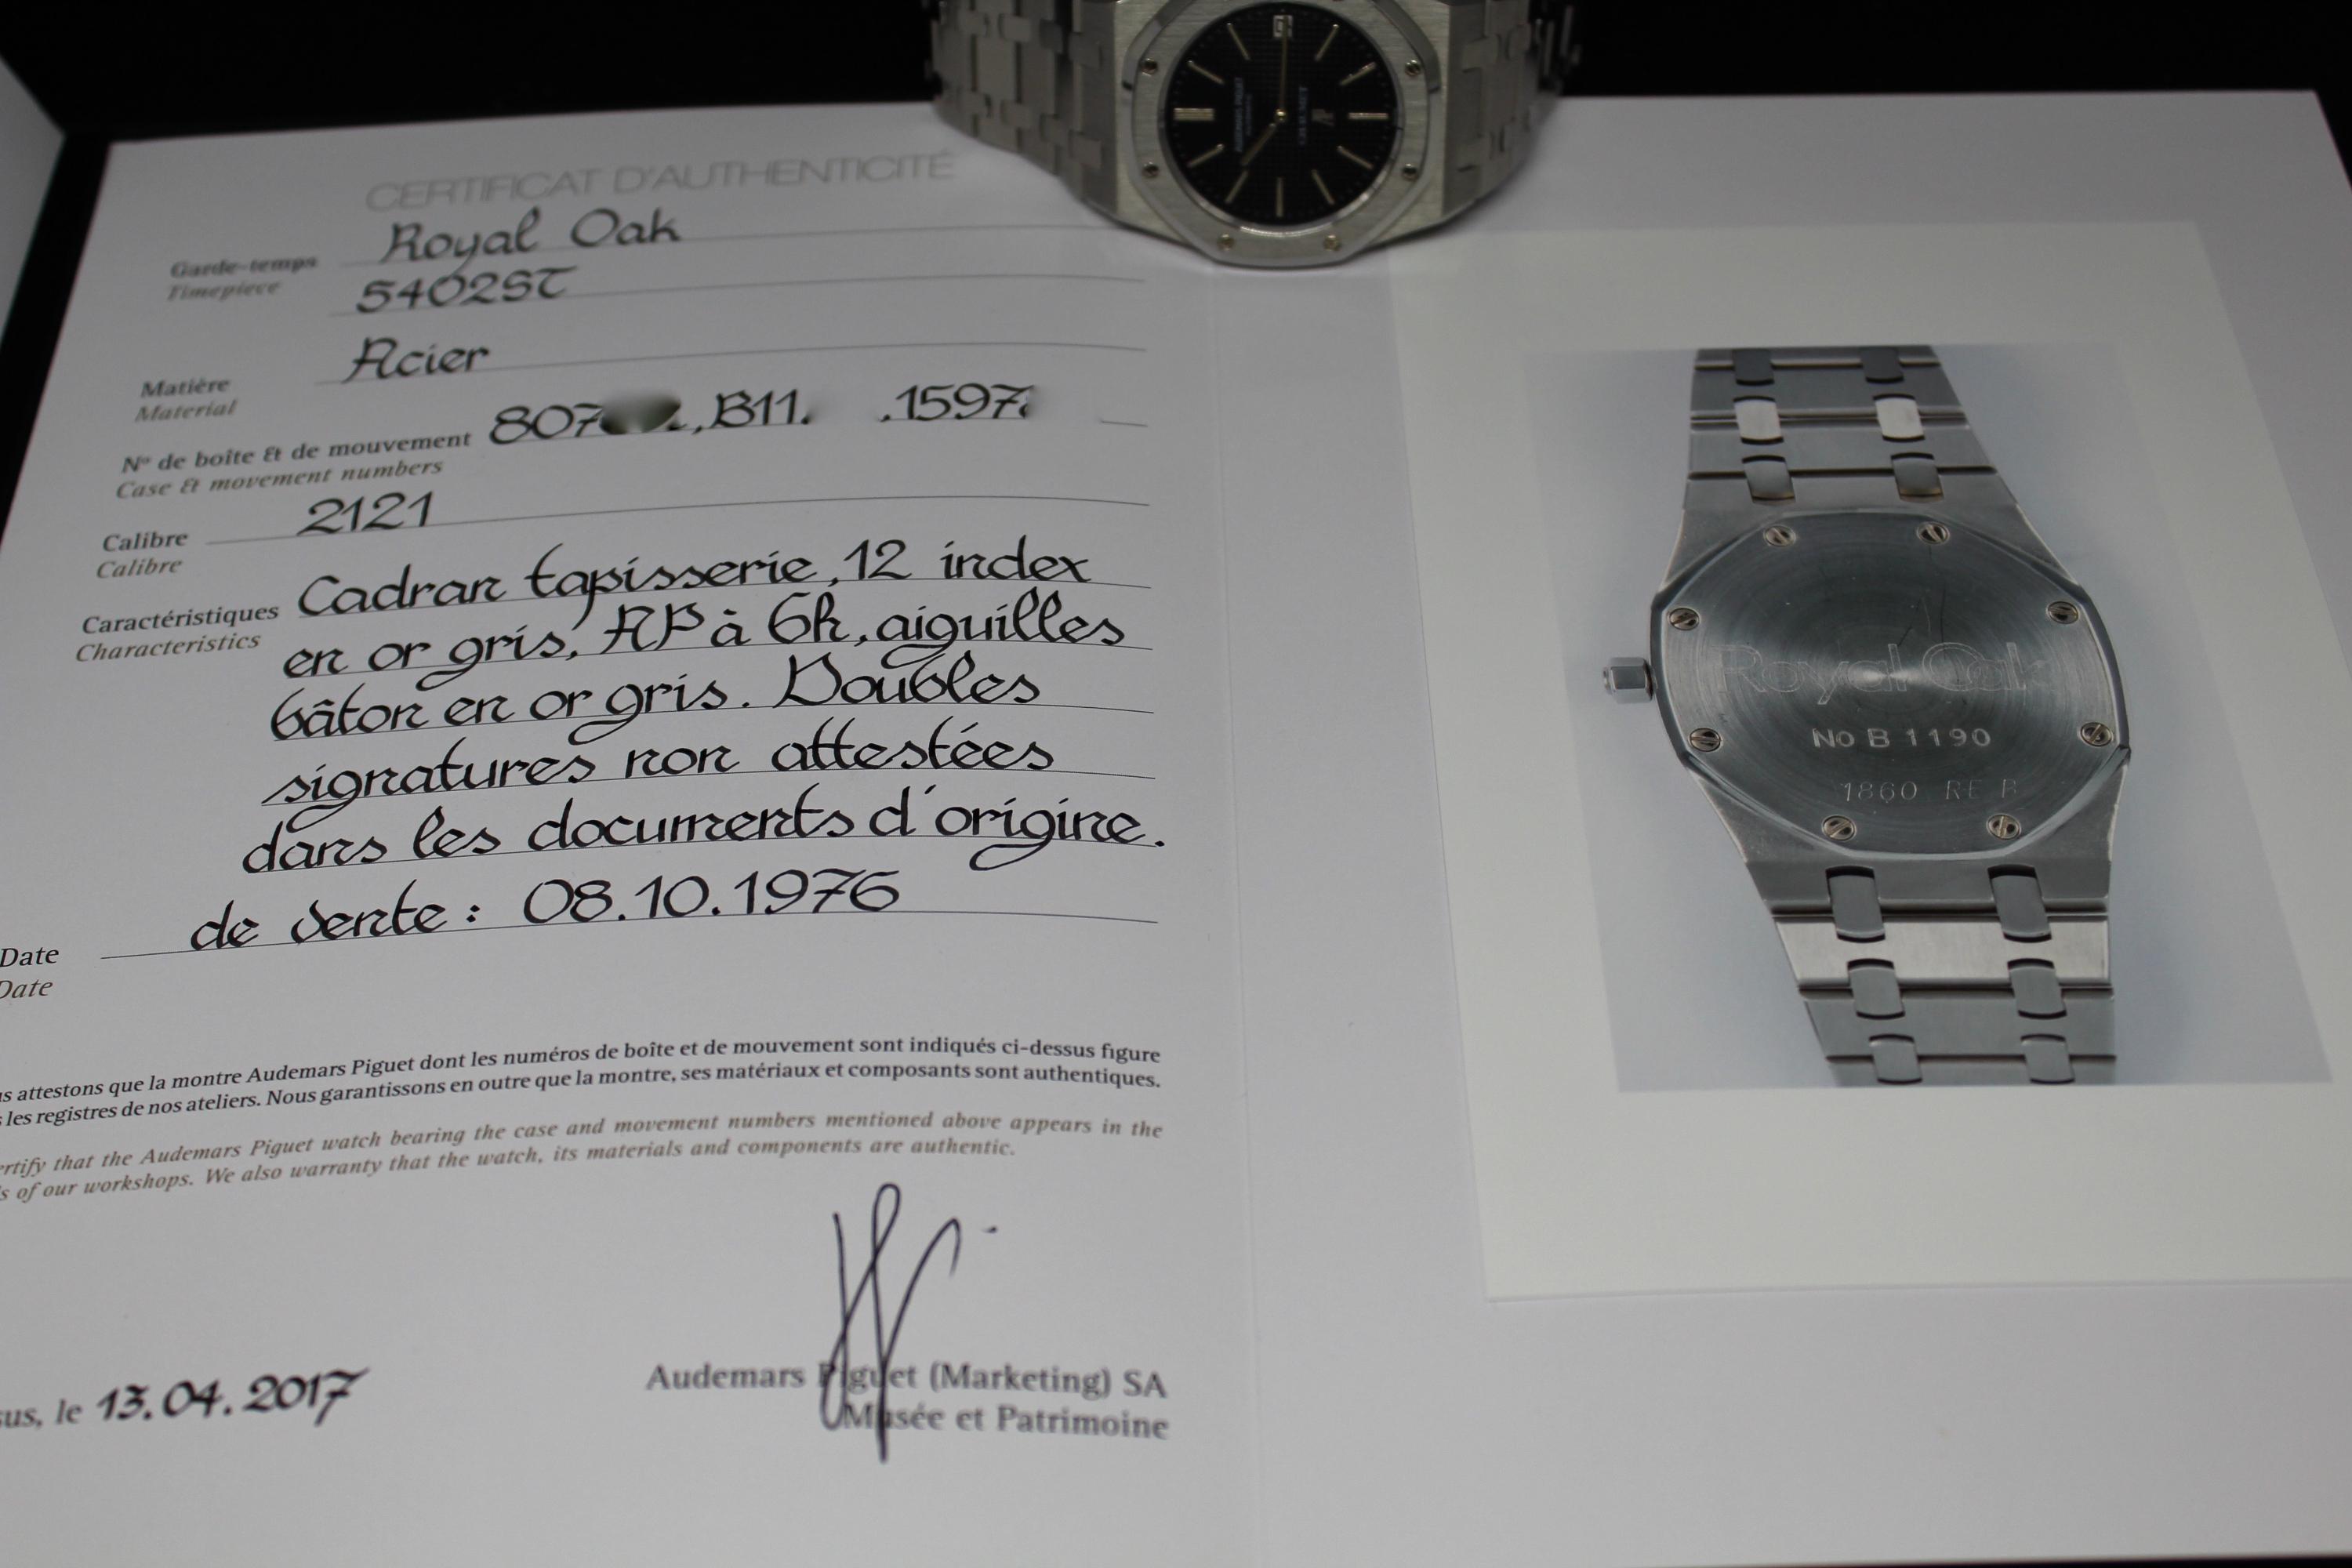 CERTIFICAT D'AUTHENTICITÉ
Garde-temps Royal Oak
Timepiece
5402ST
Matière Acier
Material
N° de boîte & de mouvement 807 , B11. .1597
Case & movement numbers
Calibre 2121
Calibre
Caractéristiques Cadran tapisserie, 12 index
Characteristics
en or gris, AP à 6h, aiguilles
bâton en or gris. Doubles
signatures non attestées
dans les documents d'origine.
Date de vente : 08.10.1976
Date
attestons que la montre Audemars Piguet dont les numéros de boîte et de mouvement sont indiqués ci-dessus figure
les registres de nos ateliers. Nous garantissons en outre que la montre, ses matériaux et composants sont authentiques.
that the Audemars Piguet watch bearing the case and movement numbers mentioned above appears in the
of our workshops. We also warranty that the watch, its materials and components are authentic.
sus, le 13.04.2017
Audemars Piguet (Marketing) SA
Musée et Patrimoine
Royal Oak
No B 1190
1860 RE B
AUDEMARS PIGUET